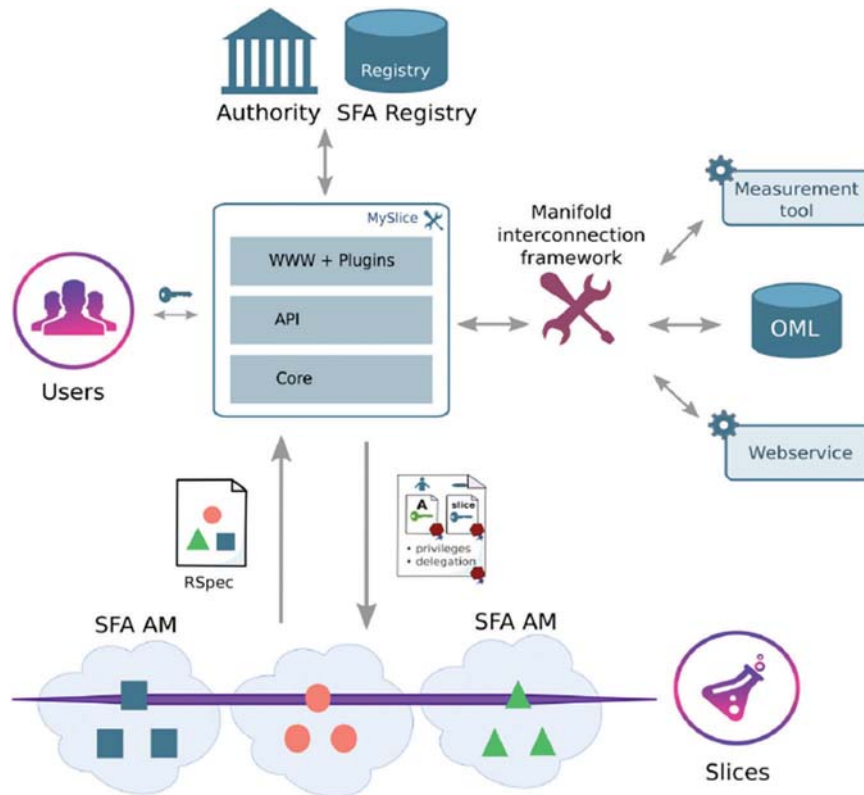 Registry
Authority
SFA Registry
MySlice
WWW + Plugins
API
Core
Users
Manifold
interconnection
framework
Measurement
tool
OML
Webservice
RSpec
A
slice
• privileges
• delegation
SFA AM
SFA AM
Slices